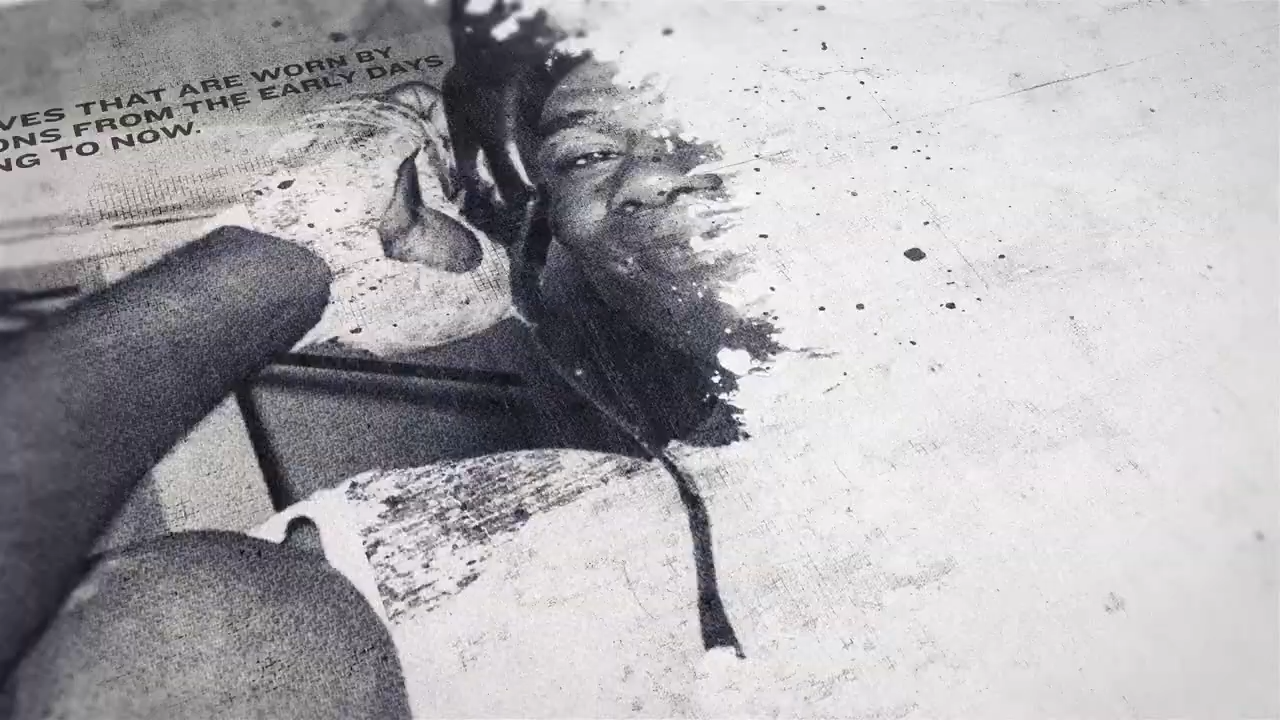 VES THAT ARE WORN BY
ONS FROM THE EARLY DAYS
NG TO NOW.